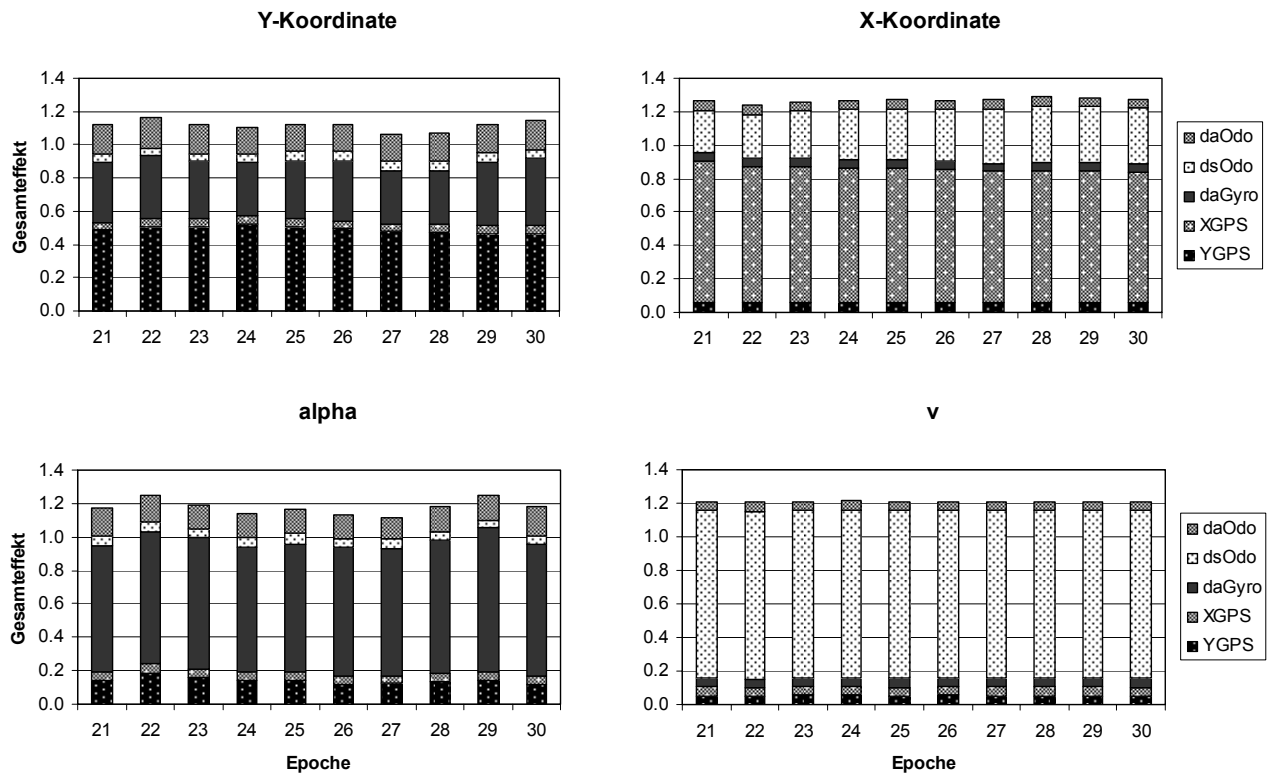 Y-Koordinate
Gesamteffekt
1.4
1.2
1.0
0.8
0.6
0.4
0.2
0.0
21 22 23 24 25 26 27 28 29 30
X-Koordinate
1.4
1.2
1.0
0.8
0.6
0.4
0.2
0.0
21 22 23 24 25 26 27 28 29 30
daOdo
dsOdo
daGyro
XGPS
YGPS
alpha
Gesamteffekt
1.4
1.2
1.0
0.8
0.6
0.4
0.2
0.0
21 22 23 24 25 26 27 28 29 30
Epoche
v
1.4
1.2
1.0
0.8
0.6
0.4
0.2
0.0
21 22 23 24 25 26 27 28 29 30
Epoche
daOdo
dsOdo
daGyro
XGPS
YGPS